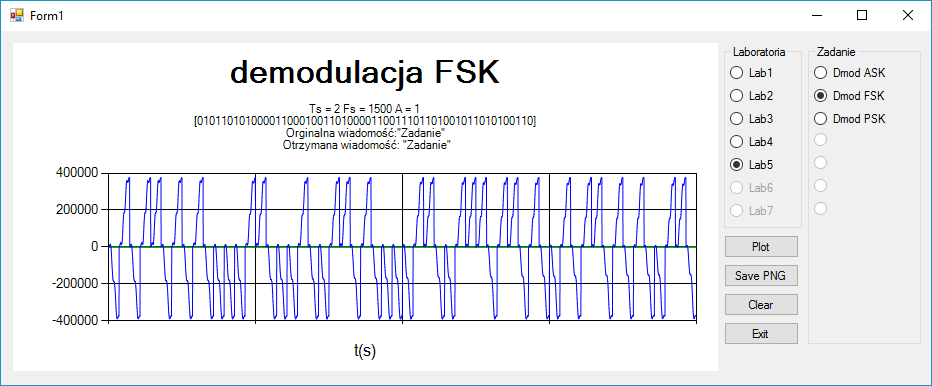 Form1
demodulacja FSK
Ts = 2 Fs = 1500 A = 1
[01011010100001100010011010000110011101101001011010100110]
Orginalna wiadomość:"Zadanie"
Otrzymana wiadomość: "Zadanie"
400000
200000
0
-200000
-400000
t(s)
Laboratoria
Lab1
Lab2
Lab3
Lab4
Lab5
Lab6
Lab7
Plot
Save PNG
Clear
Exit
Zadanie
Dmod ASK
Dmod FSK
Dmod PSK